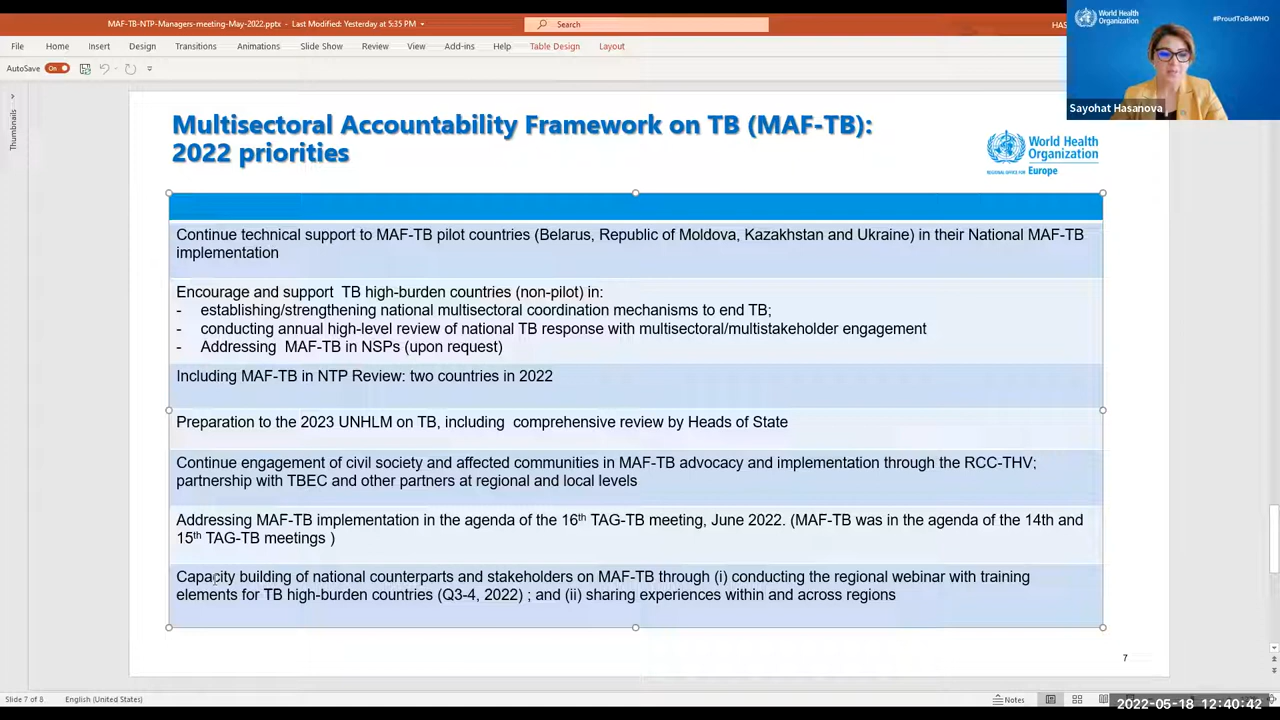 MAF-TB-NTP-Managers-meeting-May-2022.pptx - Last Modified: Yesterday at 5:35 PM
Search
HAS
World Health
Organization
#ProudToBeWHO
File Home Insert Design Transitions Animations Slide Show Review View Add-ins Help Table Design Layout
AutoSave On
Sayohat Hasanova
Thumbnails
Multisectoral Accountability Framework on TB (MAF-TB):
2022 priorities
World Health
Organization
REGIONAL OFFICE FOR Europe
Continue technical support to MAF-TB pilot countries (Belarus, Republic of Moldova, Kazakhstan and Ukraine) in their National MAF-TB
implementation
Encourage and support TB high-burden countries (non-pilot) in:
- establishing/strengthening national multisectoral coordination mechanisms to end TB;
- conducting annual high-level review of national TB response with multisectoral/multistakeholder engagement
- Addressing MAF-TB in NSPs (upon request)
Including MAF-TB in NTP Review: two countries in 2022
Preparation to the 2023 UNHLM on TB, including comprehensive review by Heads of State
Continue engagement of civil society and affected communities in MAF-TB advocacy and implementation through the RCC-THV;
partnership with TBEC and other partners at regional and local levels
Addressing MAF-TB implementation in the agenda of the 16th TAG-TB meeting, June 2022. (MAF-TB was in the agenda of the 14th and
15th TAG-TB meetings )
Capacity building of national counterparts and stakeholders on MAF-TB through (i) conducting the regional webinar with training
elements for TB high-burden countries (Q3-4, 2022) ; and (ii) sharing experiences within and across regions
7
Slide 7 of 8 English (United States)
Notes
2022-05-18 12:40:42